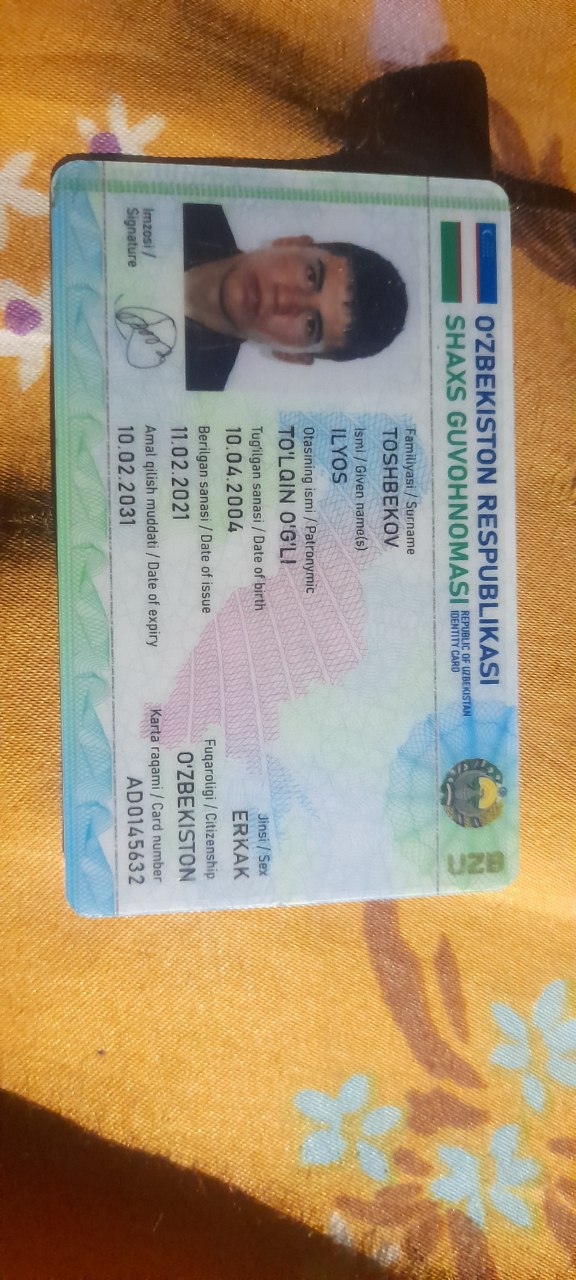 O'ZBEKISTON RESPUBLIKASI
SHAXS GUVOHNOMASI
REPUBLIC OF UZBEKISTAN
IDENTITY CARD
UZB
Familiyasi / Surname
TOSHBEKOV
Ismi / Given name(s)
ILYOS
Otasining ismi / Patronymic
TO'LQIN O'G'LI
Tug'ilgan sanasi / Date of birth
10.04.2004
Jinsi / Sex
ERKAK
Berilgan sanasi / Date of issue
11.02.2021
Fuqaroligi / Citizenship
O'ZBEKISTON
Imzosi /
Signature
Amal qilish muddati / Date of expiry
10.02.2031
Karta raqami / Card number
AD0145632